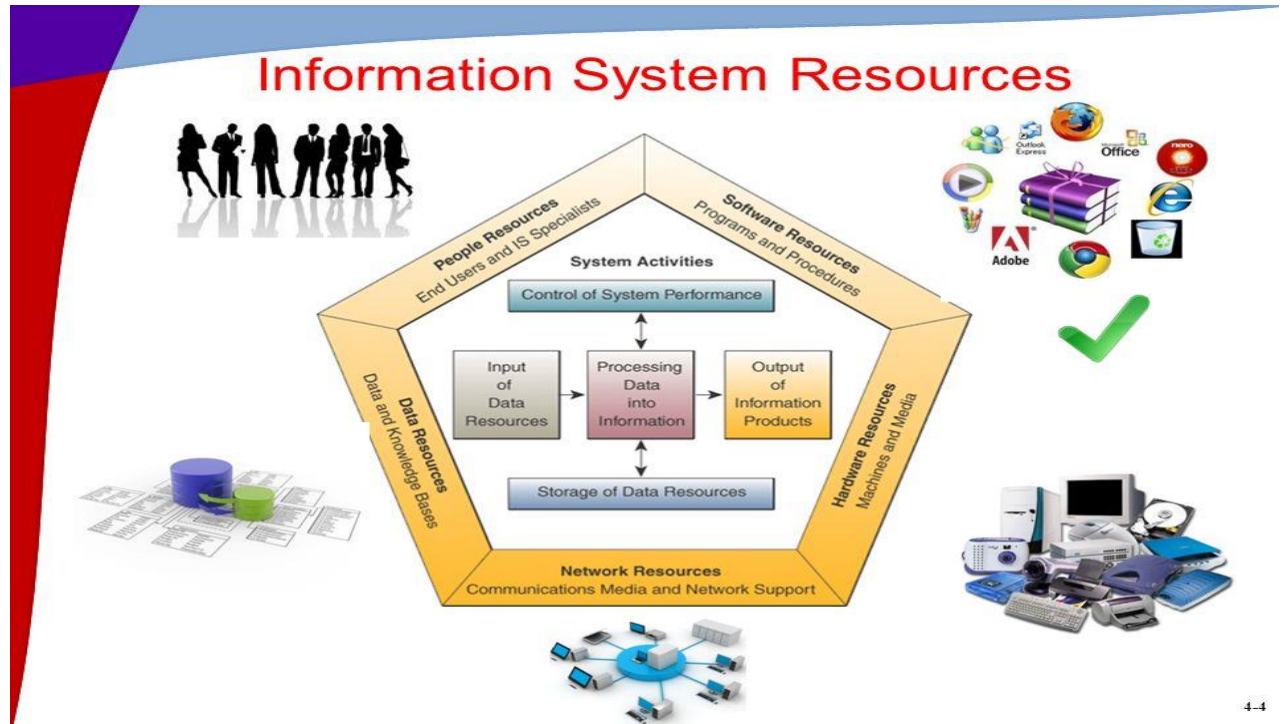 Information System Resources
People Resources
End Users and IS Specialists
Software Resources
Programs and Procedures
Outlook
Express
Microsoft
Office
nero
Adobe
System Activities
Control of System Performance
Input
of
Data
Resources
Processing
Data
into
Information
Output
of
Information
Products
Storage of Data Resources
Data Resources
Data and Knowledge Bases
Hardware Resources
Machines and Media
Network Resources
Communications Media and Network Support
4-4